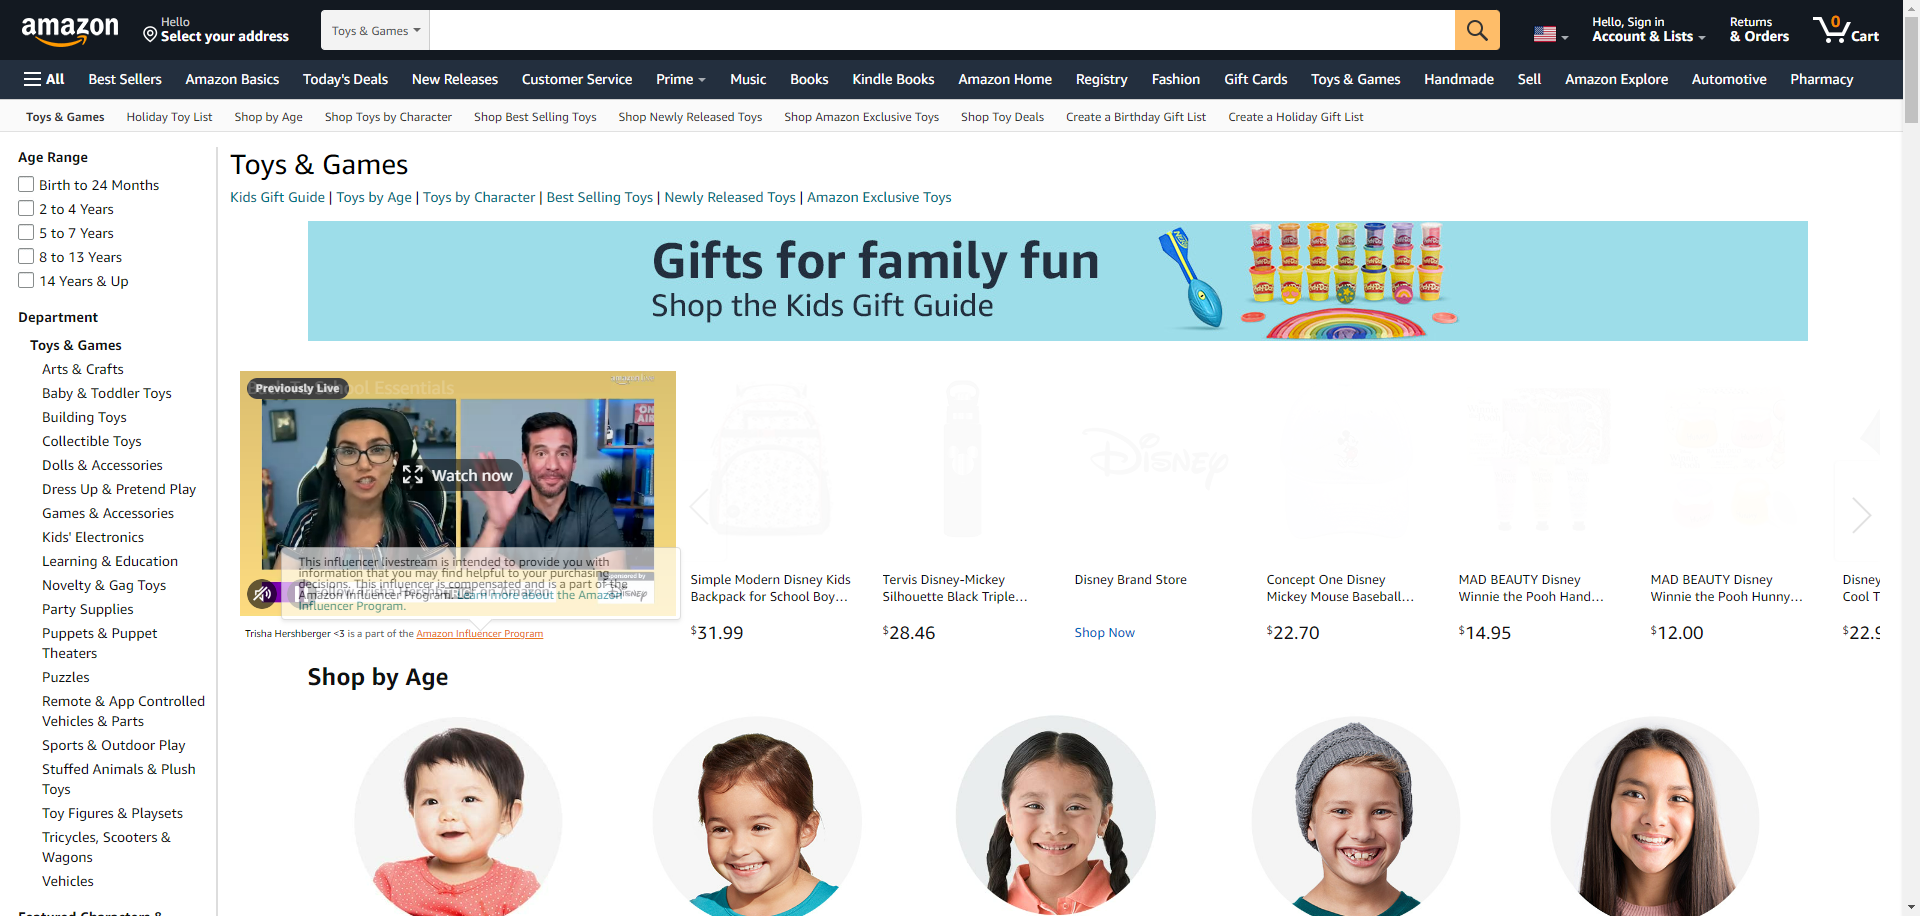 amazon
Hello
Select your address
Toys & Games
Hello, Sign in
Account & Lists
Returns
& Orders
0
Cart
All
Best Sellers
Amazon Basics
Today's Deals
New Releases
Customer Service
Prime
Music
Books
Kindle Books
Amazon Home
Registry
Fashion
Gift Cards
Toys & Games
Handmade
Sell
Amazon Explore
Automotive
Pharmacy
Toys & Games
Holiday Toy List
Shop by Age
Shop Toys by Character
Shop Best Selling Toys
Shop Newly Released Toys
Shop Amazon Exclusive Toys
Shop Toy Deals
Create a Birthday Gift List
Create a Holiday Gift List
Age Range
Birth to 24 Months
2 to 4 Years
5 to 7 Years
8 to 13 Years
14 Years & Up
Department
Toys & Games
Arts & Crafts
Baby & Toddler Toys
Building Toys
Collectible Toys
Dolls & Accessories
Dress Up & Pretend Play
Games & Accessories
Kids' Electronics
Learning & Education
Novelty & Gag Toys
Party Supplies
Puppets & Puppet
Theaters
Puzzles
Remote & App Controlled
Vehicles & Parts
Sports & Outdoor Play
Stuffed Animals & Plush
Toys
Toy Figures & Playsets
Tricycles, Scooters &
Wagons
Vehicles
Toys & Games
Kids Gift Guide | Toys by Age | Toys by Character | Best Selling Toys | Newly Released Toys | Amazon Exclusive Toys
Gifts for family fun
Shop the Kids Gift Guide
Previously Live
School Essentials
ON
AIR
Watch now
This influencer livestream is intended to provide you with
information that you may find helpful to your purchasing
decisions. This influencer is compensated and is a part of the
Amazon Influencer Program. Learn more about the Amazon
Influencer Program.
Trisha Hershberger <3 is a part of the Amazon Influencer Program
Disney
Simple Modern Disney Kids
Backpack for School Boy...
$31.99
Tervis Disney-Mickey
Silhouette Black Triple...
$28.46
Disney Brand Store
Shop Now
Concept One Disney
Mickey Mouse Baseball...
$22.70
MAD BEAUTY Disney
Winnie the Pooh Hand...
$14.95
MAD BEAUTY Disney
Winnie the Pooh Hunny...
$12.00
Disney
Cool T
$22.9
Shop by Age